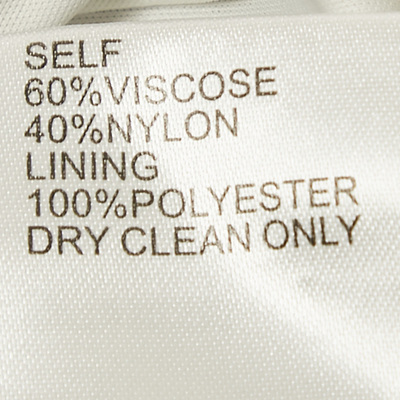 SELF
60%VISCOSE
40%NYLON
LINING
100%POLYESTER
DRY CLEAN ONLY